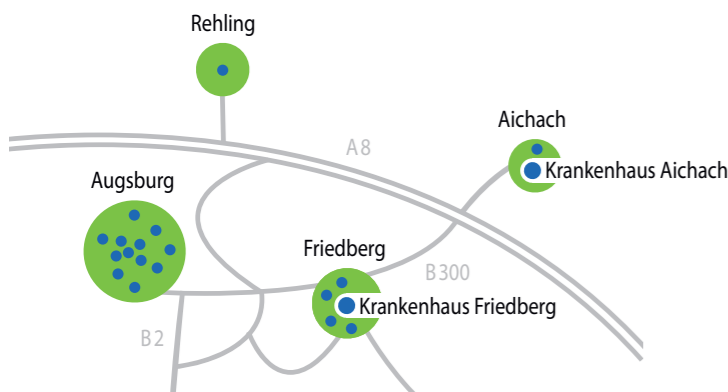 Rehling
Aichach
A8
Krankenhaus Aichach
Augsburg
Friedberg
B300
Krankenhaus Friedberg
B2